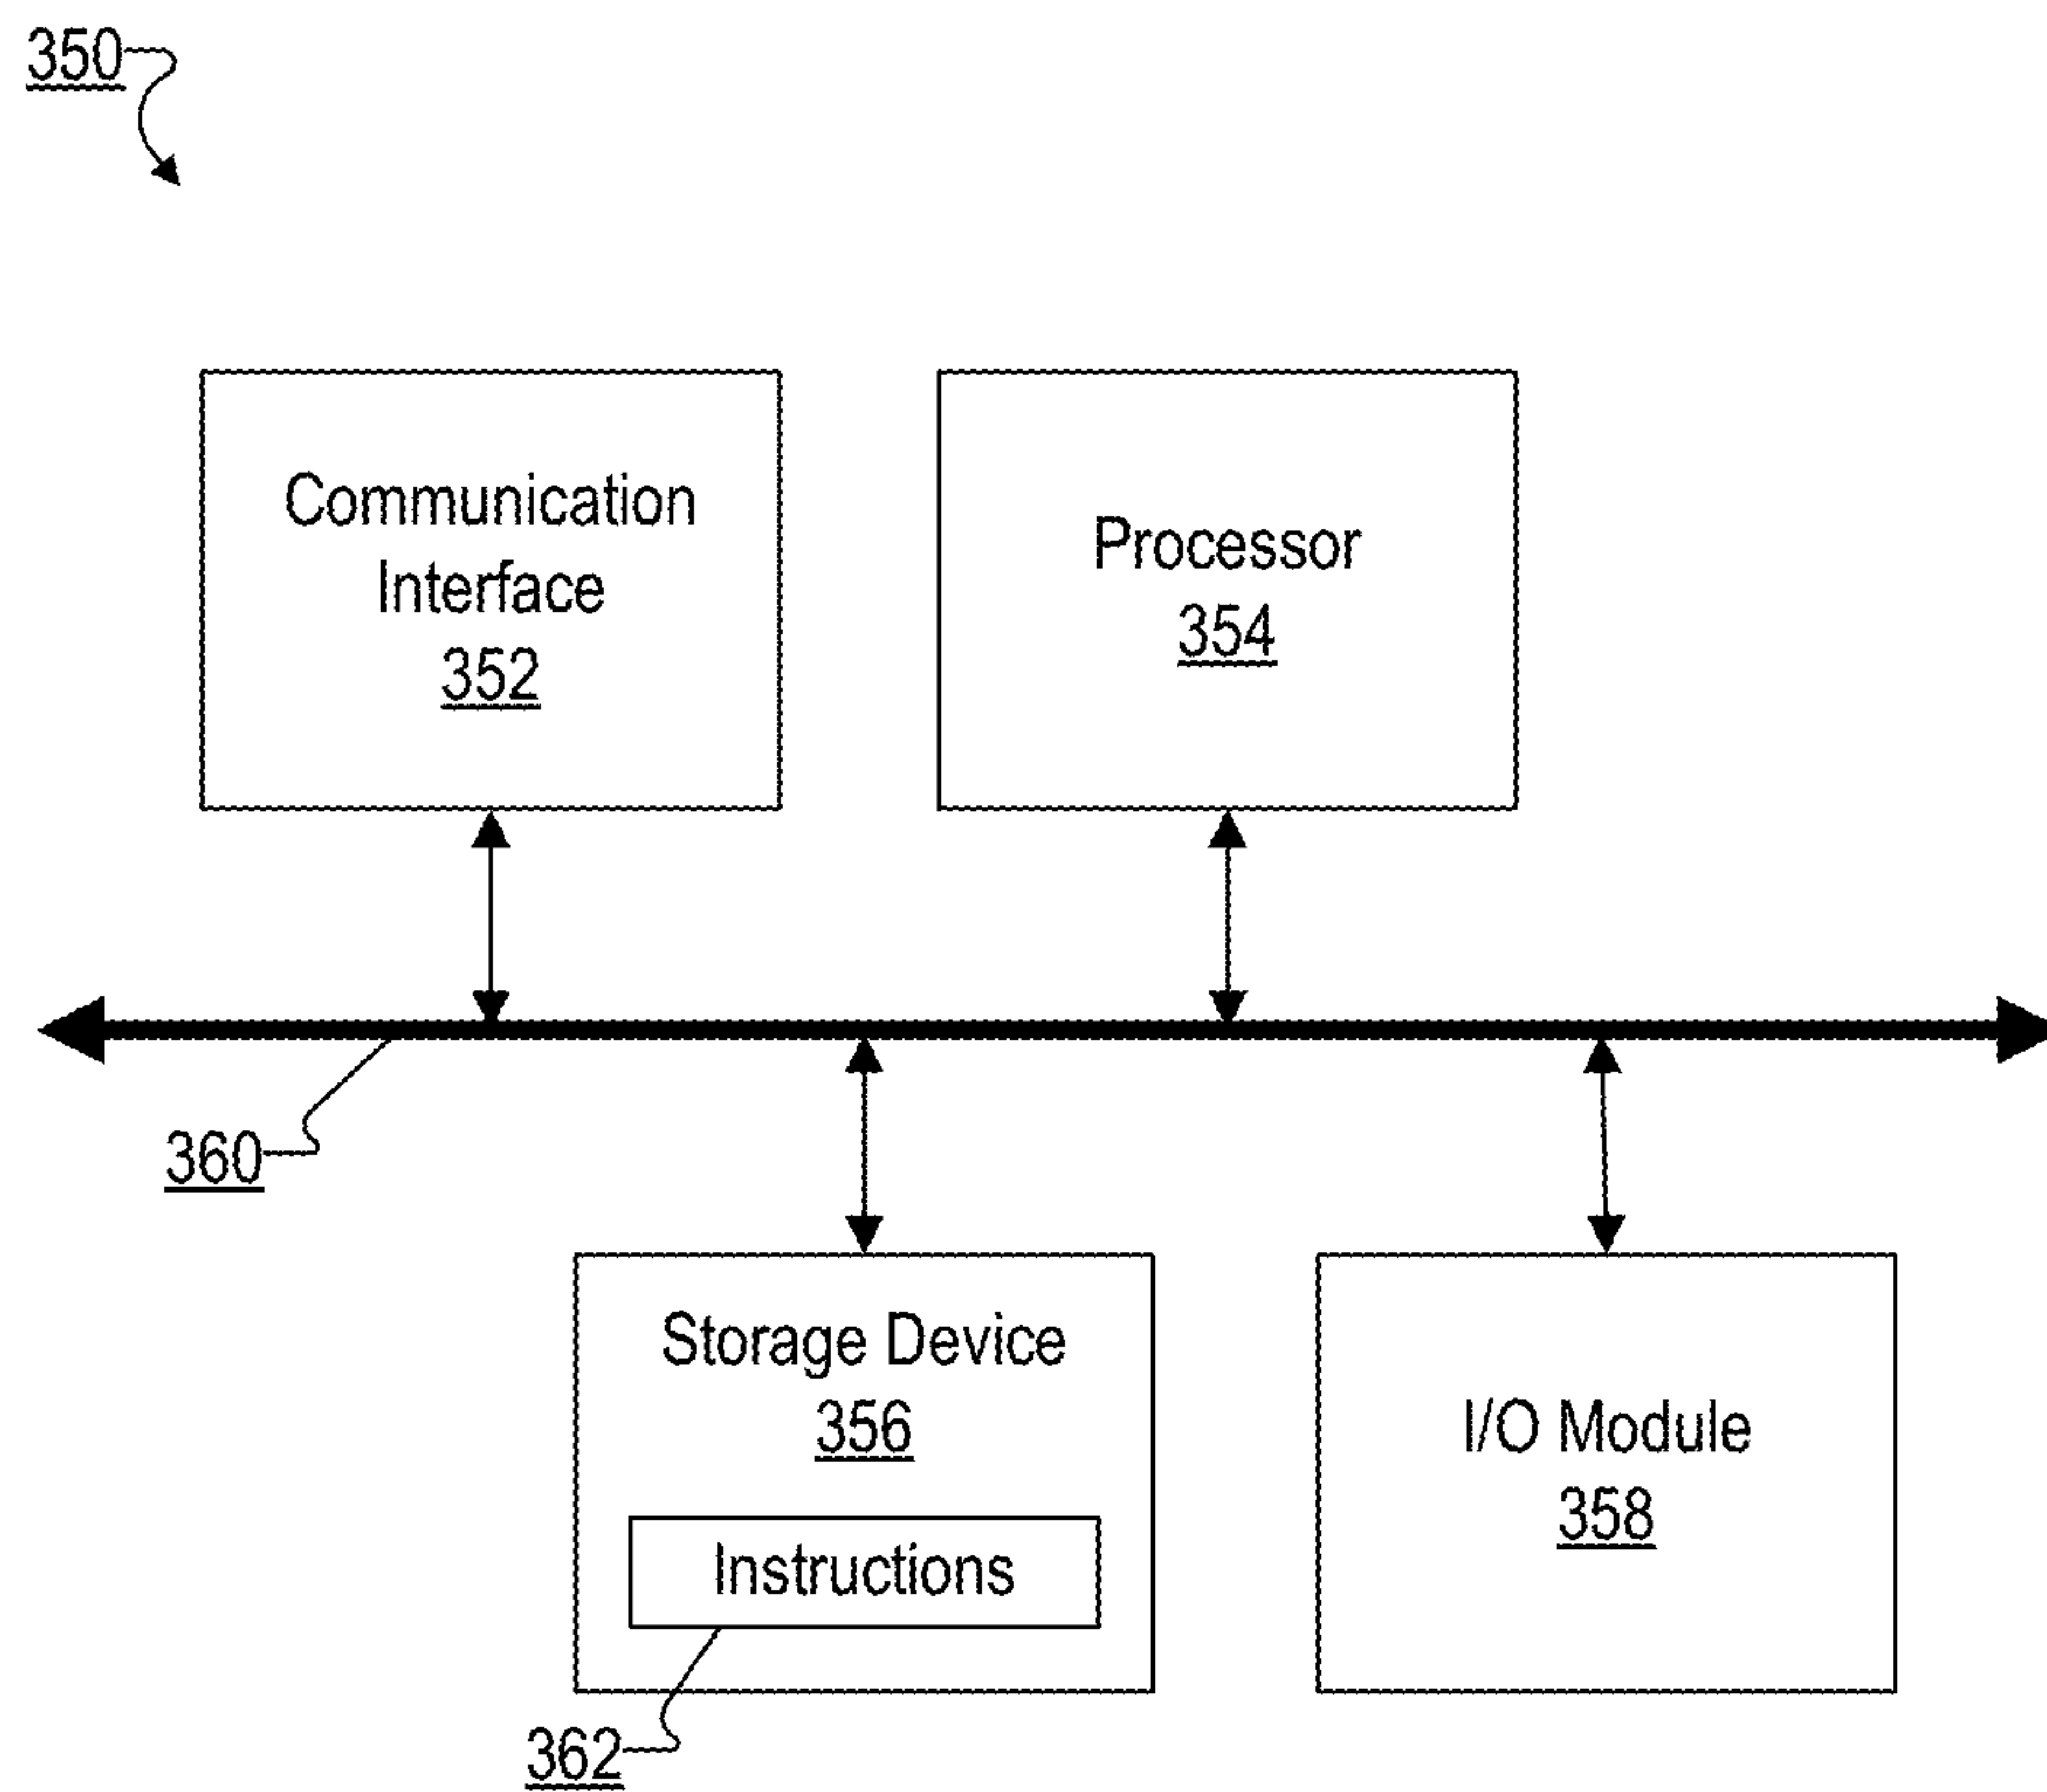 350
Communication
Interface
352
Processor
354
360
Storage Device
356
Instructions
362
I/O Module
358